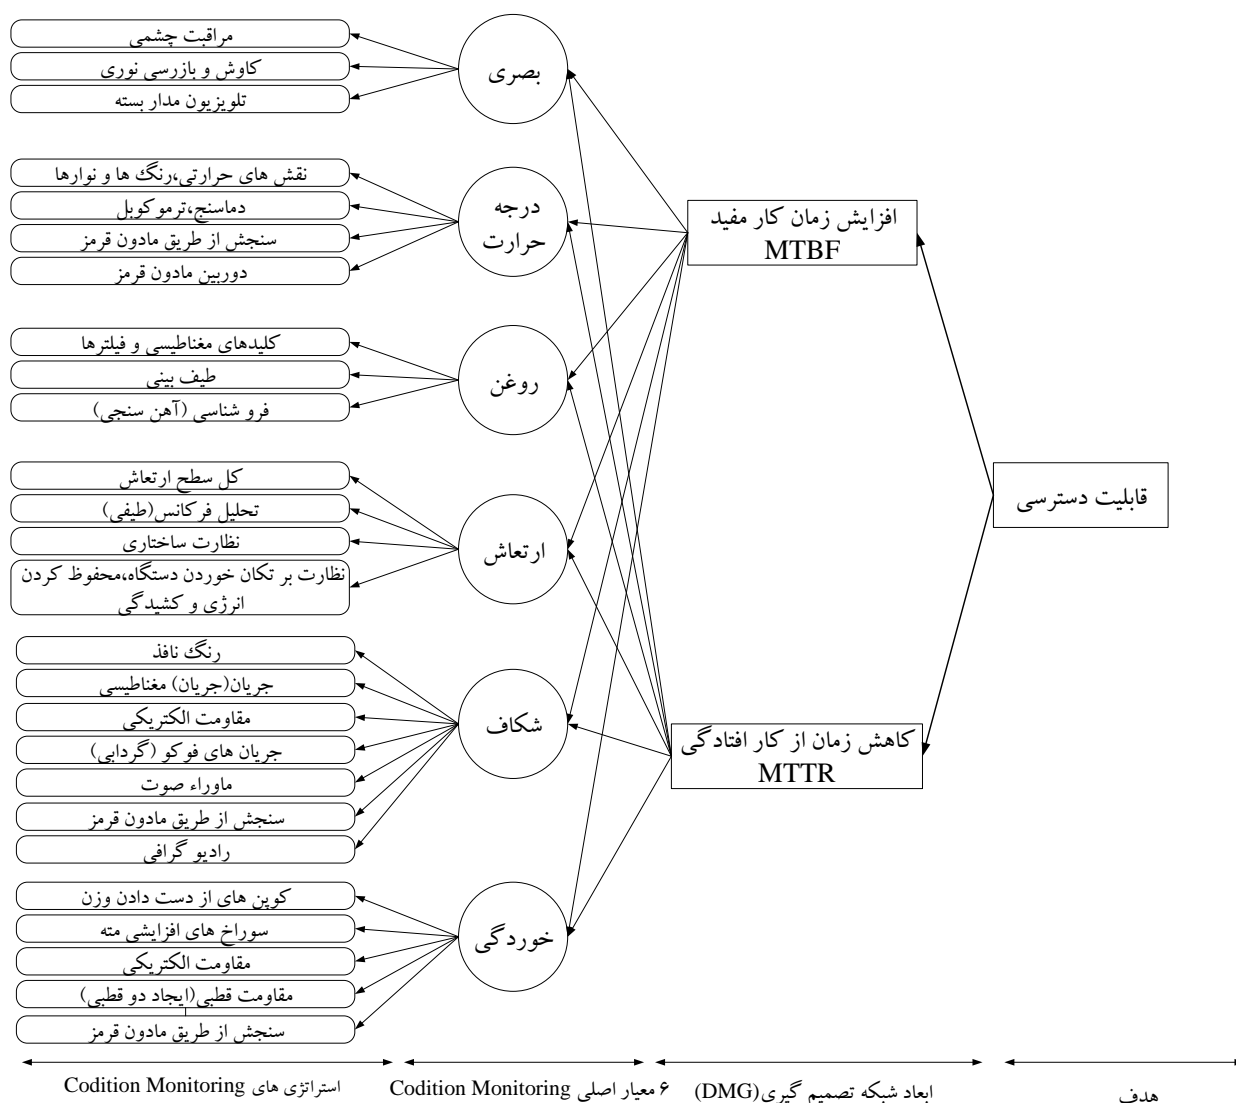 قابلیت دسترسی
افزایش زمان کار مفید
MTBF
کاهش زمان از کار افتادگی
MTTR
بصری
مراقبت چشمی
کاوش و بازرسی نوری
تلویزیون مدار بسته
درجه
حرارت
نقش های حرارتی،رنگ ها و نوارها
دماسنج،ترموکوبل
سنجش از طریق مادون قرمز
دوربین مادون قرمز
روغن
کلیدهای مغناطیسی و فیلترها
طیف بینی
فرو شناسی (آهن سنجی)
ارتعاش
کل سطح ارتعاش
تحلیل فرکانس(طیفی)
نظارت ساختاری
نظارت بر تکان خوردن دستگاه،محفوظ کردن
انرژی و کشیدگی
شکاف
رنگ نافذ
جریان(جریان) مغناطیسی
مقاومت الکتریکی
جریان های فوکو (گردابی)
ماوراء صوت
سنجش از طریق مادون قرمز
رادیو گرافی
خوردگی
کوپن های از دست دادن وزن
سوراخ های افزایشی مته
مقاومت الکتریکی
مقاومت قطبی(ایجاد دو قطبی)
سنجش از طریق مادون قرمز
هدف
ابعاد شبکه تصمیم گیری(DMG)
۶ معیار اصلی Codition Monitoring
استراتژی های Codition Monitoring